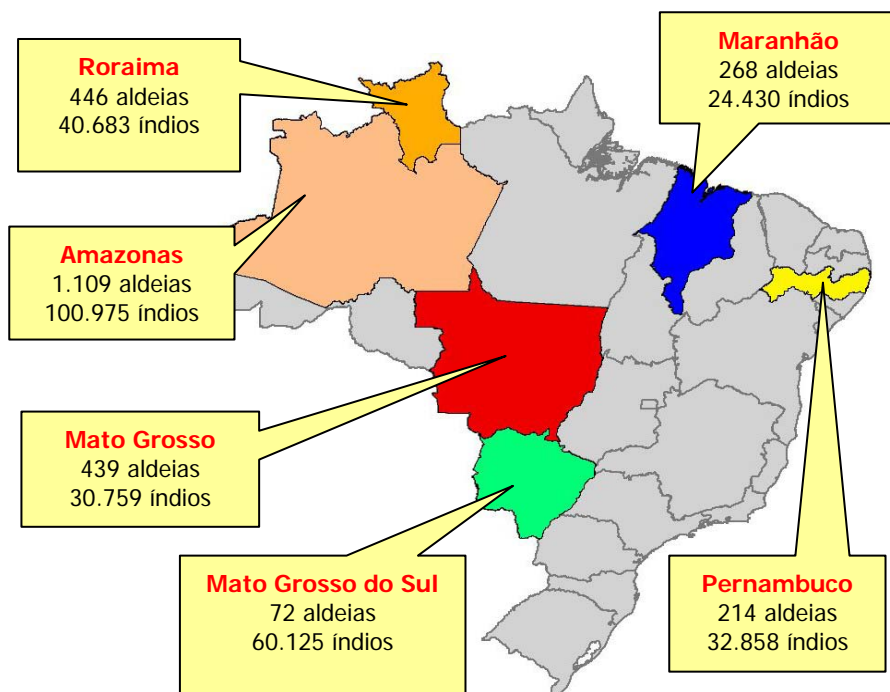 Roraima
446 aldeias
40.683 índios
Maranhão
268 aldeias
24.430 índios
Amazonas
1.109 aldeias
100.975 índios
Mato Grosso
439 aldeias
30.759 índios
Mato Grosso do Sul
72 aldeias
60.125 índios
Pernambuco
214 aldeias
32.858 índios